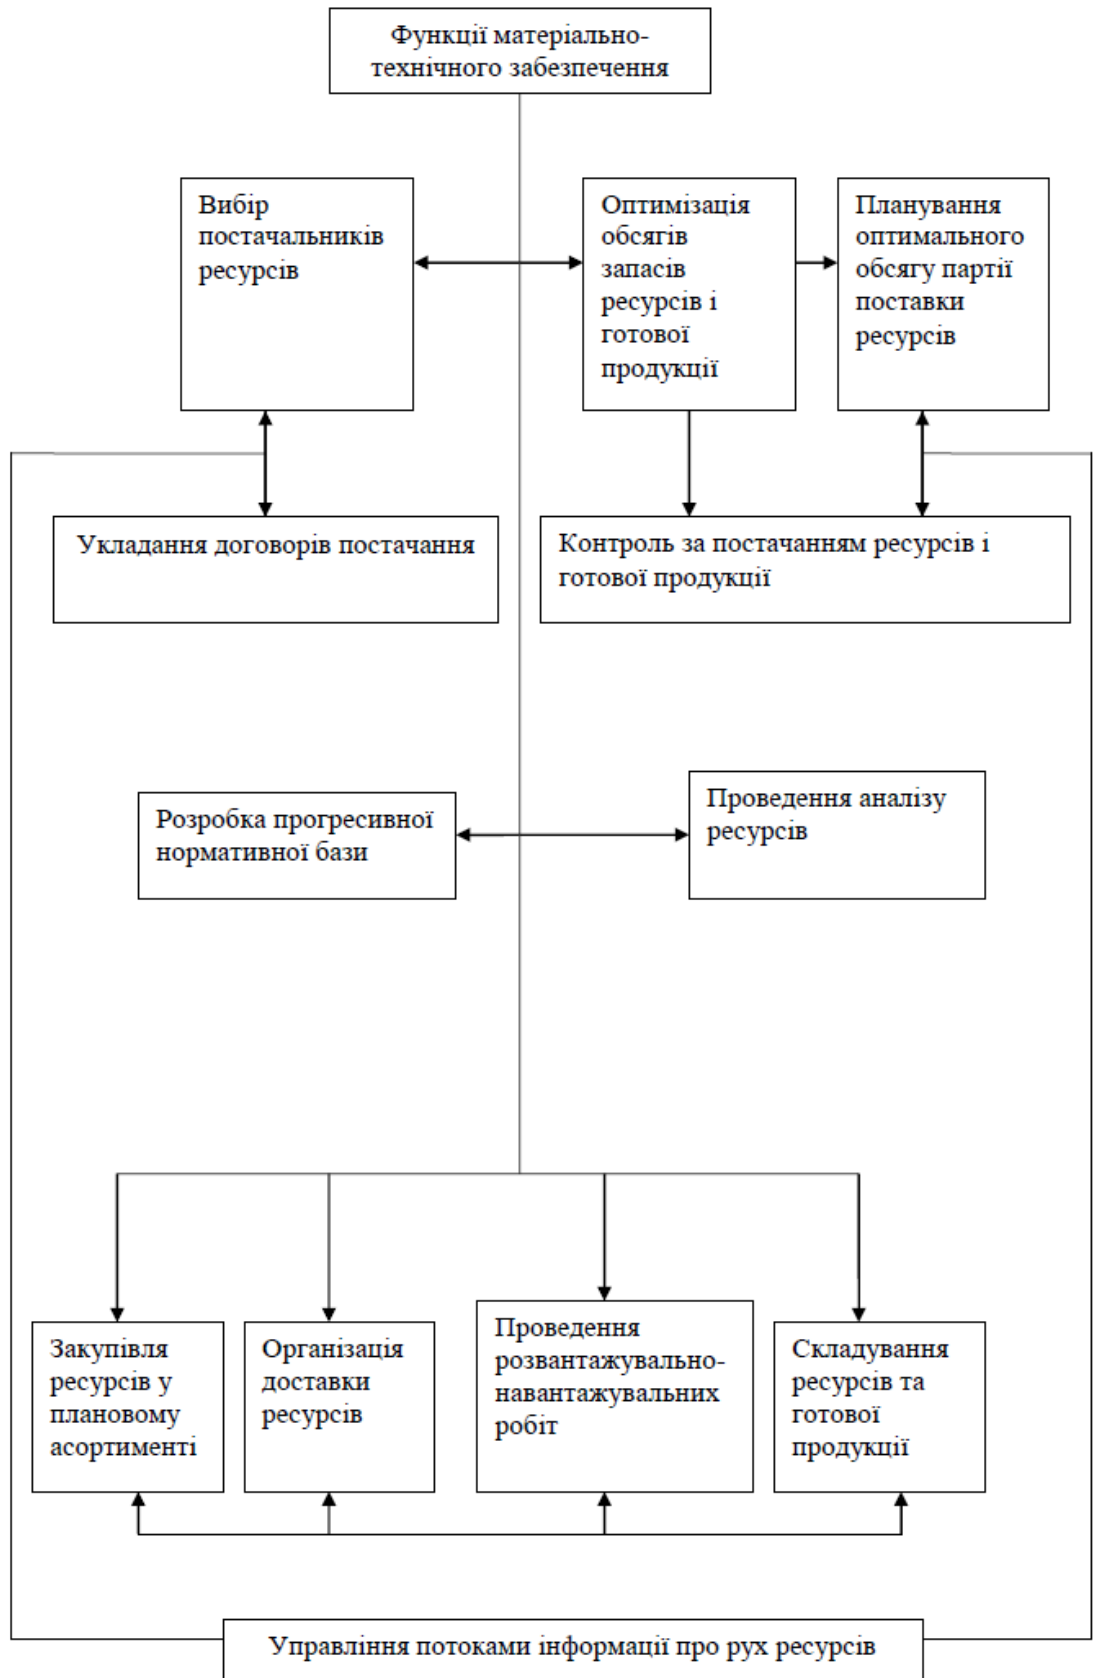 Функції матеріально-
технічного забезпечення
Вибір
постачальників
ресурсів
Оптимізація
обсягів
запасів
ресурсів і
готової
продукції
Планування
оптимального
обсягу партії
поставки
ресурсів
Укладання договорів постачання
Контроль за постачанням ресурсів і
готової продукції
Розробка прогресивної
нормативної бази
Проведення аналізу
ресурсів
Закупівля
ресурсів у
плановому
асортименті
Організація
доставки
ресурсів
Проведення
розвантажувально-
навантажувальних
робіт
Складування
ресурсів та
готової
продукції
Управління потоками інформації про рух ресурсів